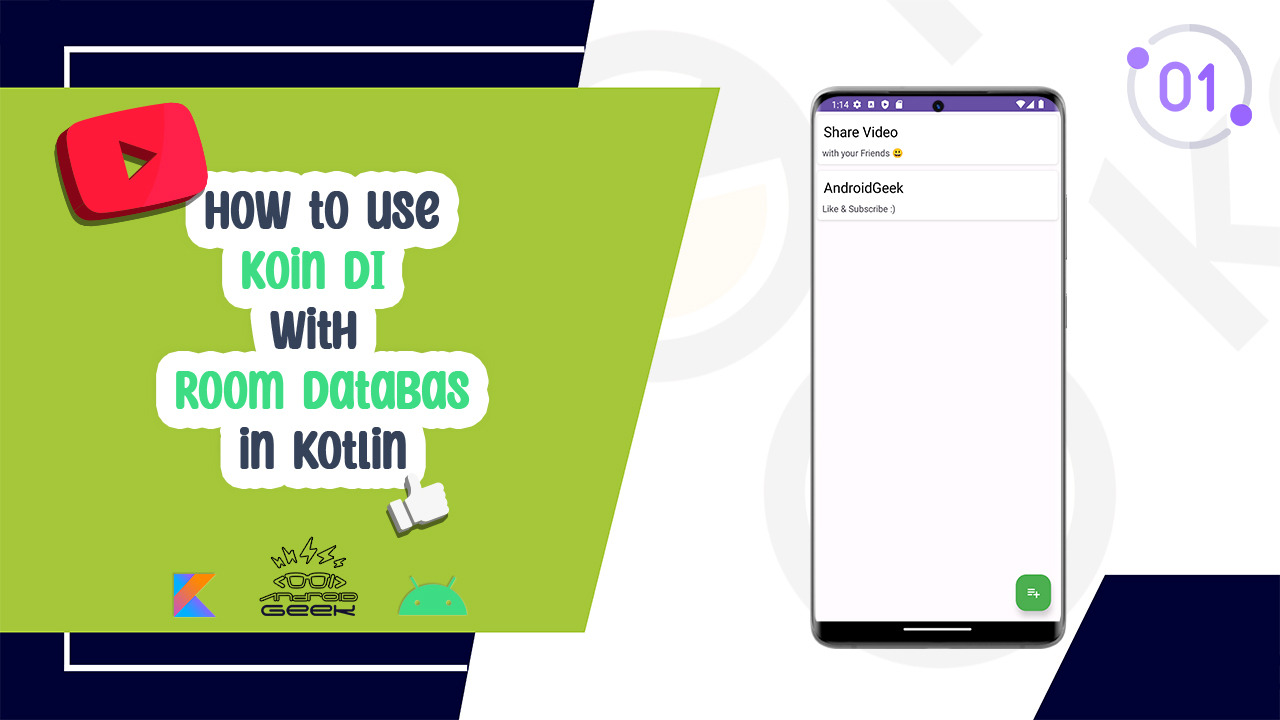 How to use
Koin DI
with
Room Databas
in Kotlin
ANDROID
GEEK
1:14
Share Video
with your Friends 😃
AndroidGeek
Like & Subscribe :)
01